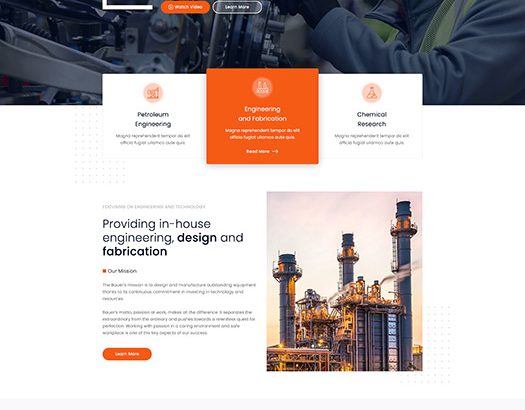 Watch Video
Learn More
Petroleum
Engineering
Magna reprehenderit tempor do elit
officia fugiat ullamco aute quis.
Engineering
and Fabrication
Magna reprehenderit tempor do elit
officia fugiat ullamco aute quis.
Read More
Chemical
Research
Magna reprehenderit tempor do elit
officia fugiat ullamco aute quis.
FOCUSING ON ENGINEERING AND TECHNOLOGY
Providing in-house
engineering, design and
fabrication
Our Mission
The Bauer's mission is to design and manufacture outstanding equipment
thanks to its continuous commitment in investing in technology and
resources.
Bauer's motto, passion at work, makes all the difference: it separates the
extraordinary from the ordinary and pushes towards a relentless quest for
perfection. Working with passion in a caring environment and safe
workplace is one of the key aspects of our success.
Learn More